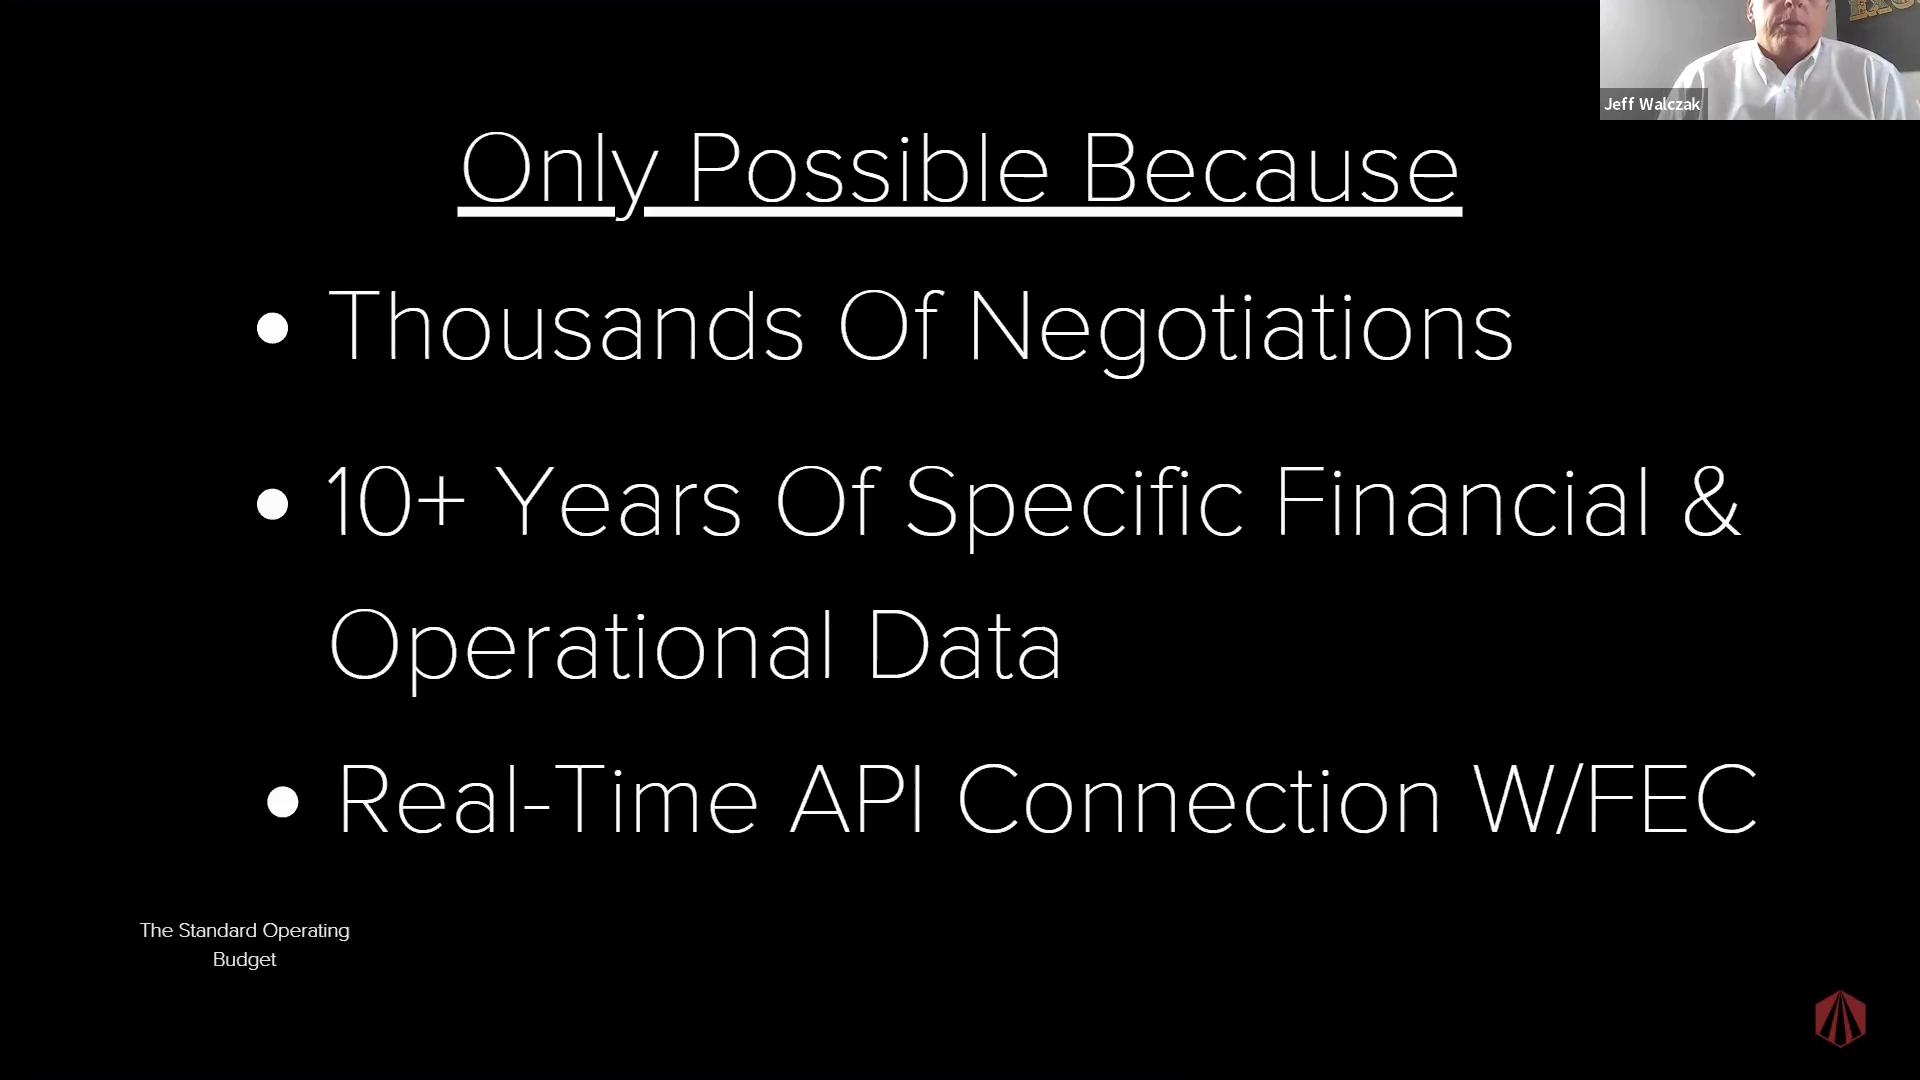 Jeff Walczak
Only Possible Because
• Thousands Of Negotiations
• 10+ Years Of Specific Financial &
Operational Data
• Real-Time API Connection W/FEC
The Standard Operating
Budget